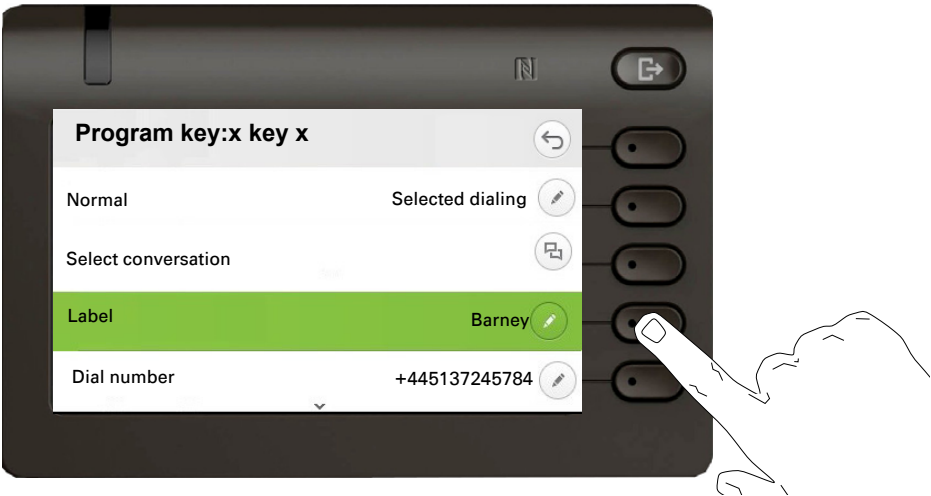 Program key:x key x
Normal Selected dialing
Select conversation
Label Barney
Dial number +445137245784